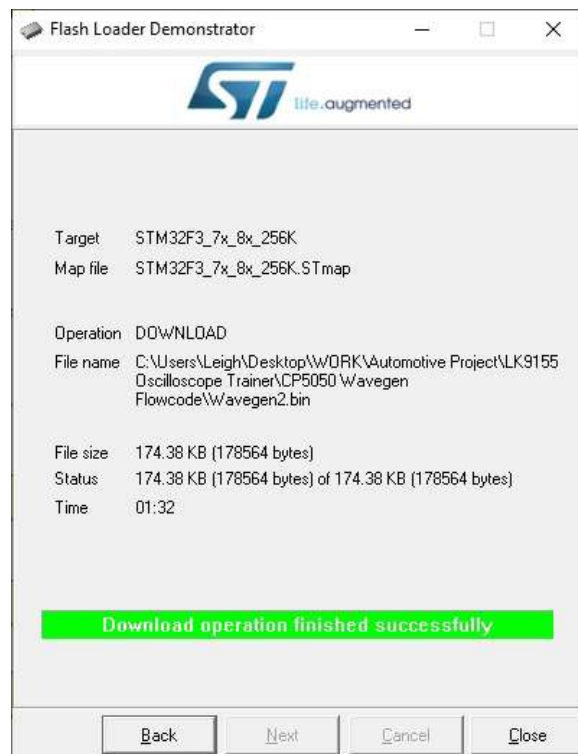 Flash Loader Demonstrator
ST life.augmented
Target STM32F3_7x_8x_256K
Map file STM32F3_7x_8x_256K.STmap
Operation DOWNLOAD
File name C:\Users\Leigh\Desktop\WORK\Automotive Project\LK9155
Oscilloscope Trainer\CP5050 Wavegen
Flowcode\Wavegen2.bin
File size 174.38 KB (178564 bytes)
Status 174.38 KB (178564 bytes) of 174.38 KB (178564 bytes)
Time 01:32
Download operation finished successfully
Back Next Cancel Close